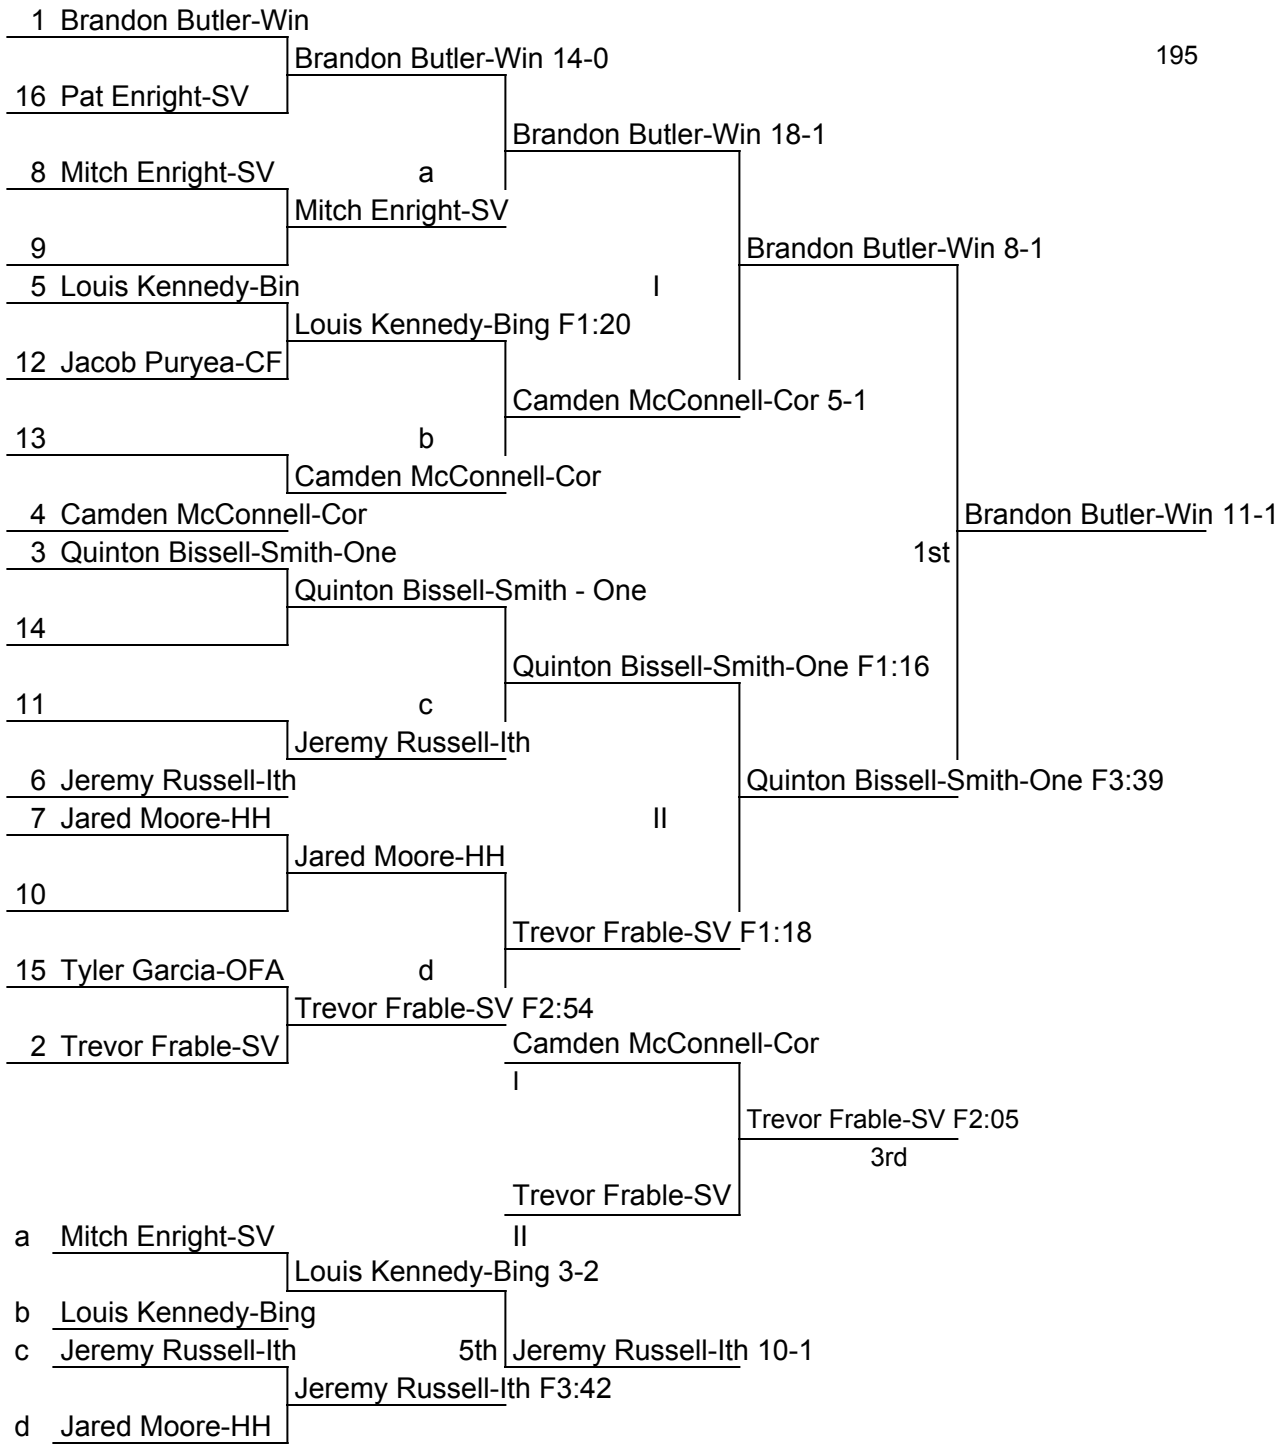 1 Brandon Butler-Win
Brandon Butler-Win 14-0
195
16 Pat Enright-SV
Brandon Butler-Win 18-1
8 Mitch Enright-SV
a
Mitch Enright-SV
9
Brandon Butler-Win 8-1
5 Louis Kennedy-Bin
I
Louis Kennedy-Bing F1:20
12 Jacob Puryea-CF
Camden McConnell-Cor 5-1
13
b
Camden McConnell-Cor
4 Camden McConnell-Cor
Brandon Butler-Win 11-1
3 Quinton Bissell-Smith-One
1st
Quinton Bissell-Smith - One
14
Quinton Bissell-Smith-One F1:16
11
c
Jeremy Russell-Ith
6 Jeremy Russell-Ith
Quinton Bissell-Smith-One F3:39
7 Jared Moore-HH
II
Jared Moore-HH
10
Trevor Frable-SV F1:18
15 Tyler Garcia-OFA
d
Trevor Frable-SV F2:54
2 Trevor Frable-SV
Camden McConnell-Cor
I
Trevor Frable-SV F2:05
3rd
Trevor Frable-SV
a Mitch Enright-SV
II
Louis Kennedy-Bing 3-2
b Louis Kennedy-Bing
c Jeremy Russell-Ith
5th
Jeremy Russell-Ith 10-1
Jeremy Russell-Ith F3:42
d Jared Moore-HH